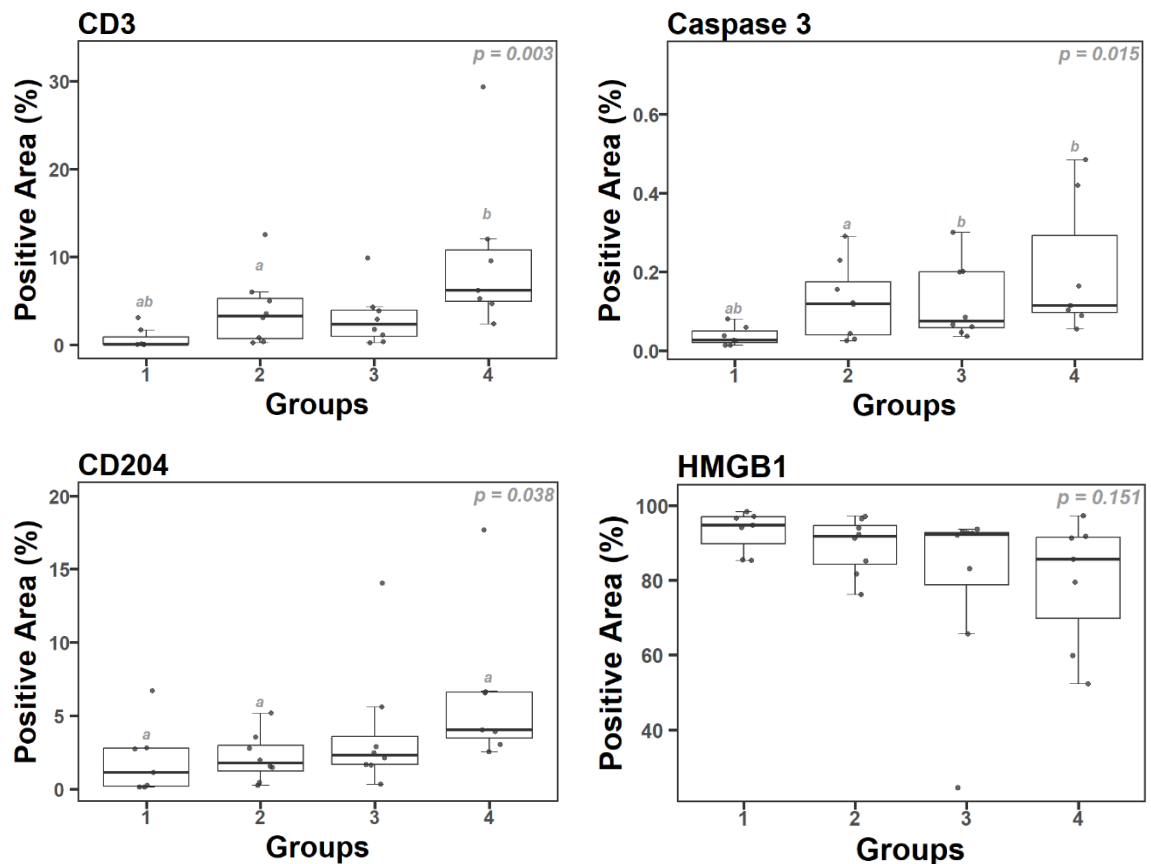 CD3
p = 0.003
Positive Area (%)
30
20
10
0
ab
a
b
1 2 3 4
Groups
Caspase 3
p = 0.015
Positive Area (%)
0.6
0.4
0.2
0.0
ab
a
b
b
1 2 3 4
Groups
CD204
p = 0.038
Positive Area (%)
20
15
10
5
0
a
a
a
1 2 3 4
Groups
HMGB1
p = 0.151
Positive Area (%)
100
80
60
40
1 2 3 4
Groups